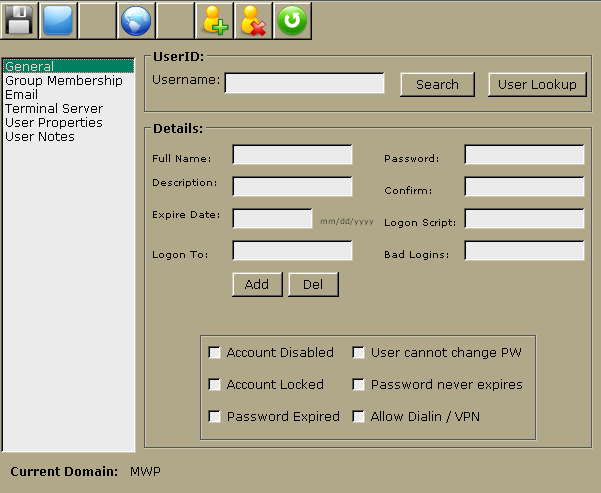 General
Group Membership
Email
Terminal Server
User Properties
User Notes
UserID:
Username:
Search
User Lookup
Details:
Full Name:
Password:
Description:
Confirm:
Expire Date:
mm/dd/yyyy
Logon Script:
Logon To:
Bad Logins:
Add
Del
Account Disabled
User cannot change PW
Account Locked
Password never expires
Password Expired
Allow Dialin / VPN
Current Domain: MWP